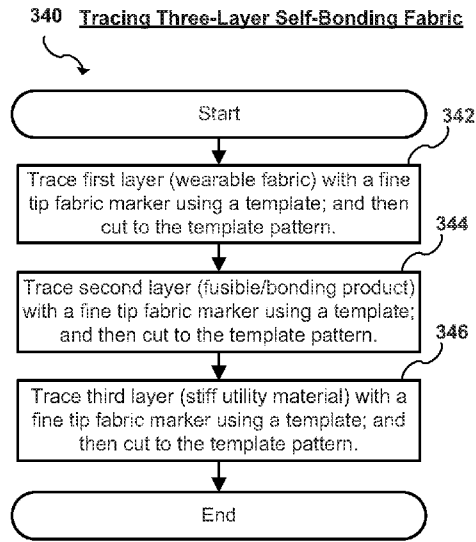 340 Tracing Three-Layer Self-Bonding Fabric
Start
342
Trace first layer (wearable fabric) with a fine
tip fabric marker using a template; and then
cut to the template pattern.
344
Trace second layer (fusible/bonding product)
with a fine tip fabric marker using a template;
and then cut to the template pattern.
346
Trace third layer (stiff utility material) with a
fine tip fabric marker using a template; and
then cut to the template pattern.
End